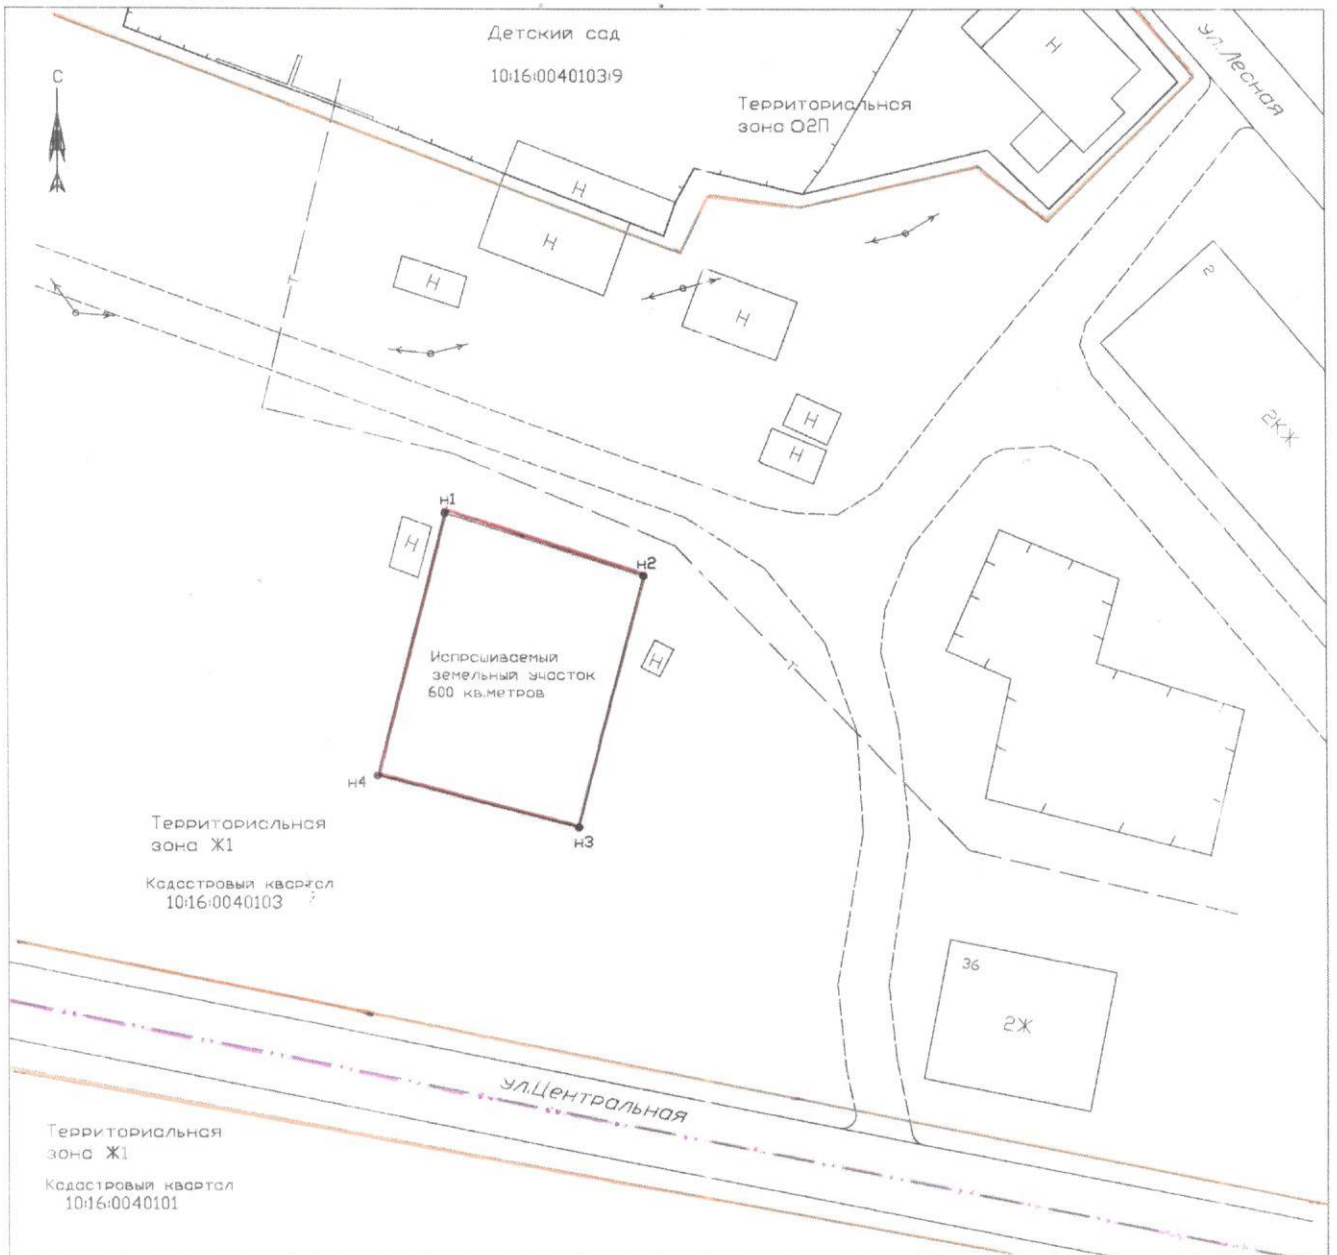 Детский сад
10:16:0040103:9
ул.Лесная
Н
С
Территориальная
зона О2П
Н
Н
Н
Н
2
2КЖ
Н
Н
н1
Н
н2
Испрашиваемый
земельный участок
600 кв.метров
Н
н4
н3
Территориальная
зона Ж1
Кадастровый квартал
10:16:0040103
36
2Ж
ул.Центральная
Территориальная
зона Ж1
Кадастровый квартал
10:16:0040101